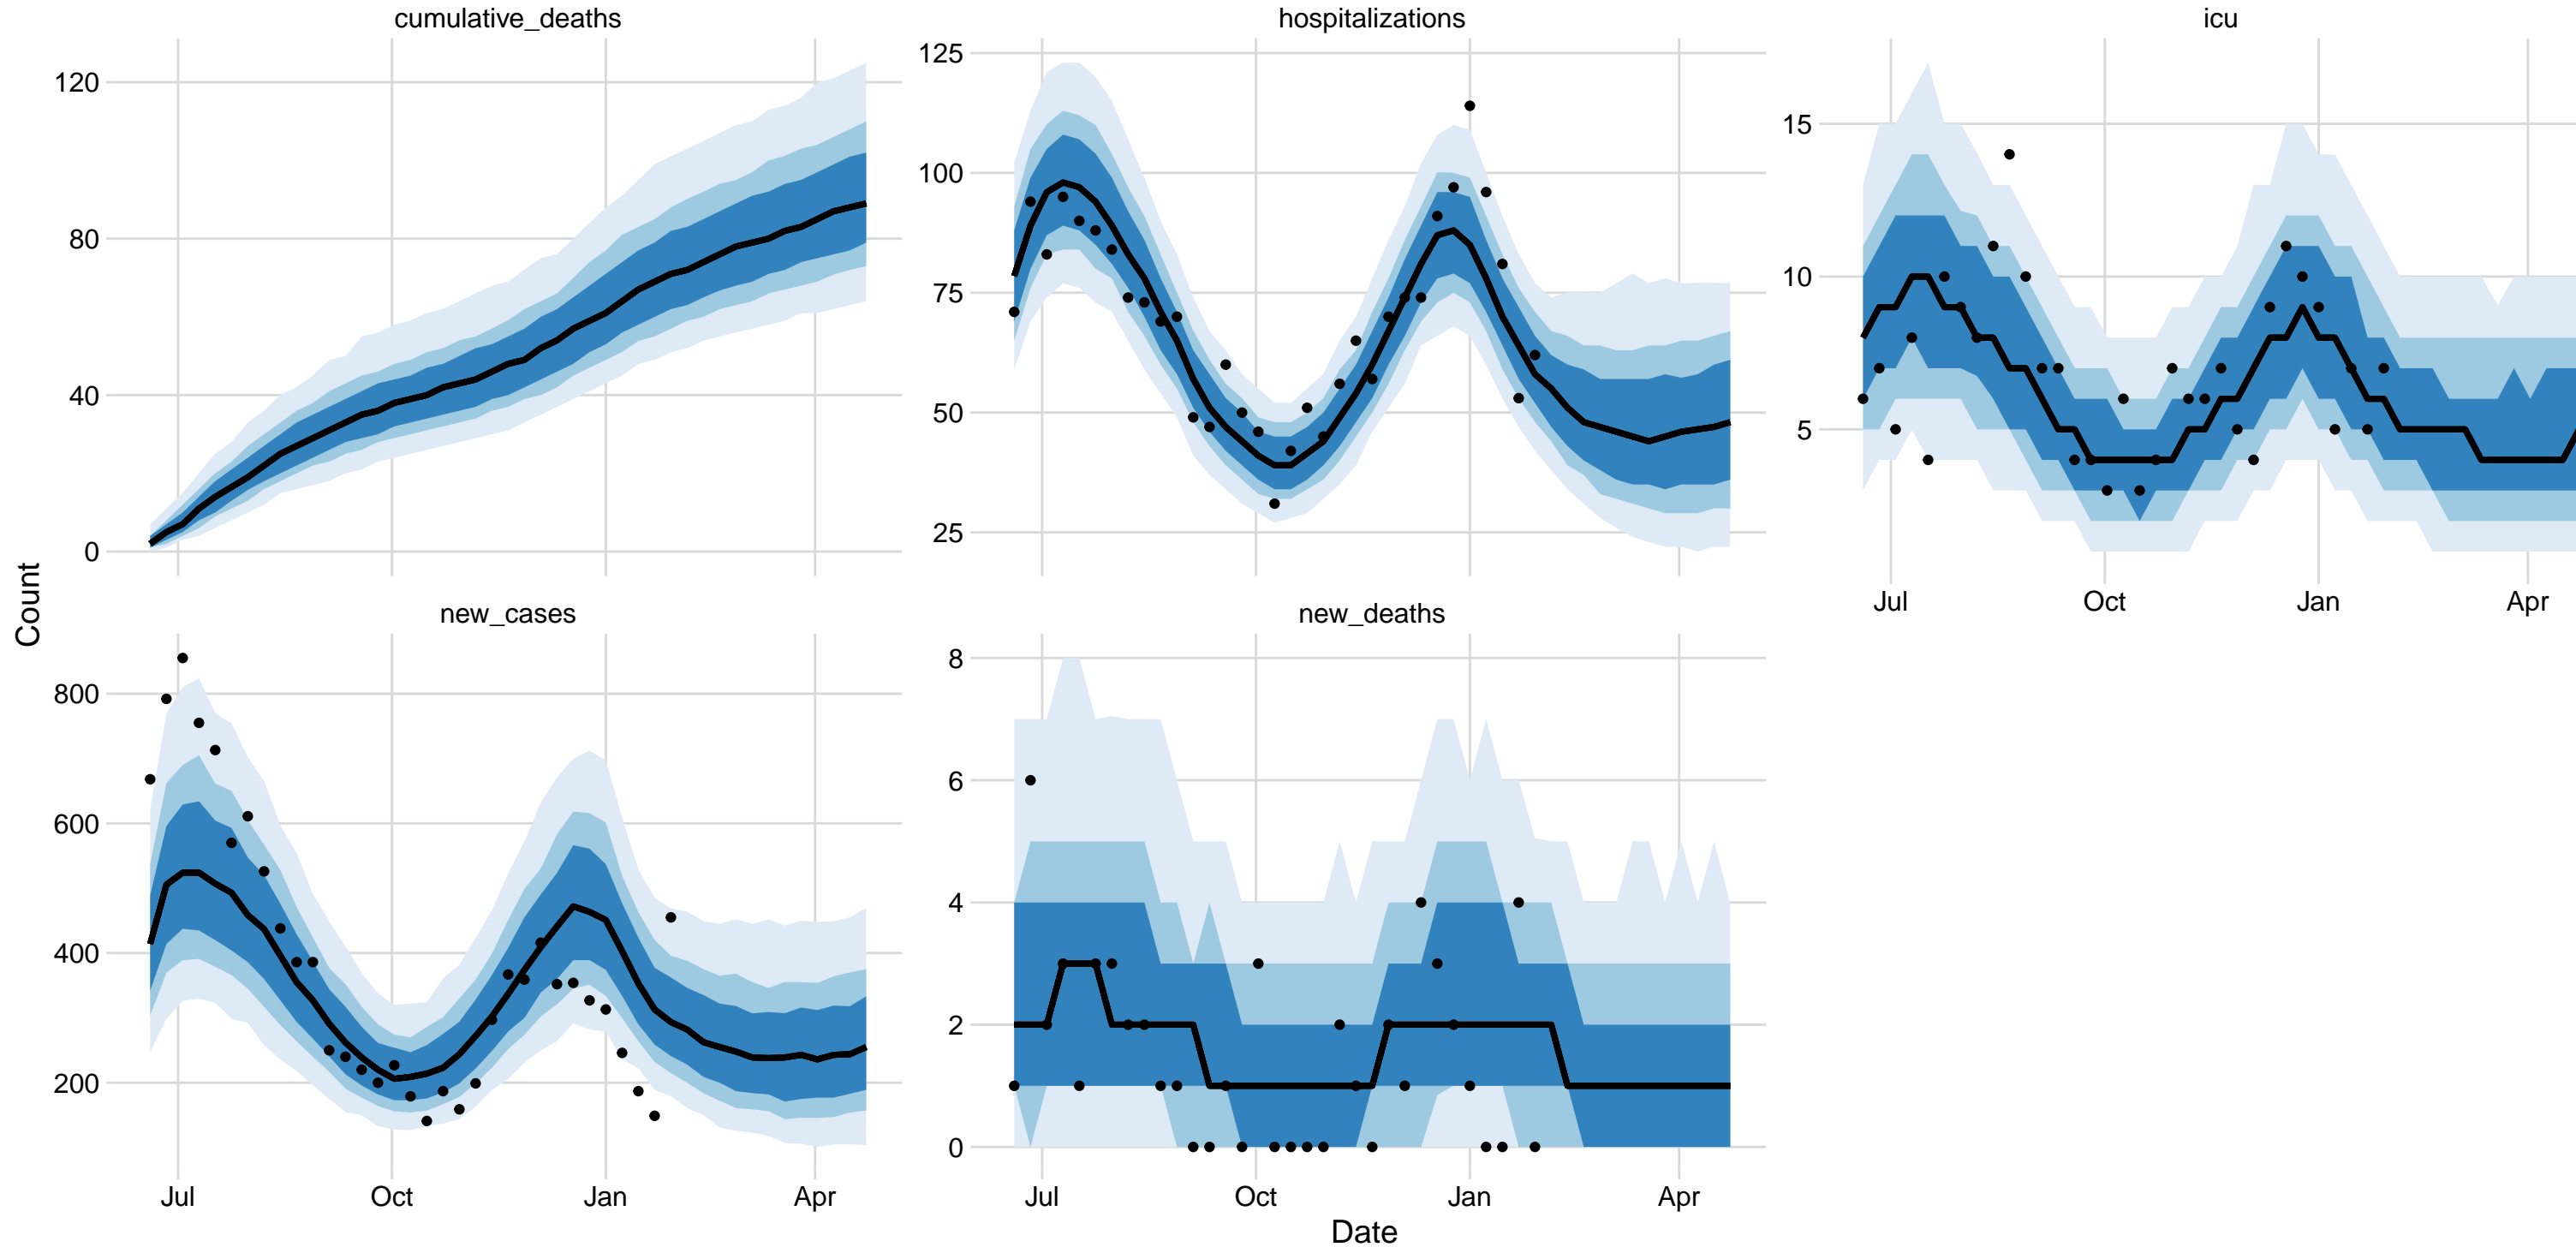 cumulative_deaths
hospitalizations
icu
120
80
40
0
125
100
75
50
25
15
10
5
Jul
Oct
Jan
Apr
Count
new_cases
new_deaths
800
600
400
200
8
6
4
2
0
Jul
Oct
Jan
Apr
Jul
Oct
Jan
Apr
Date